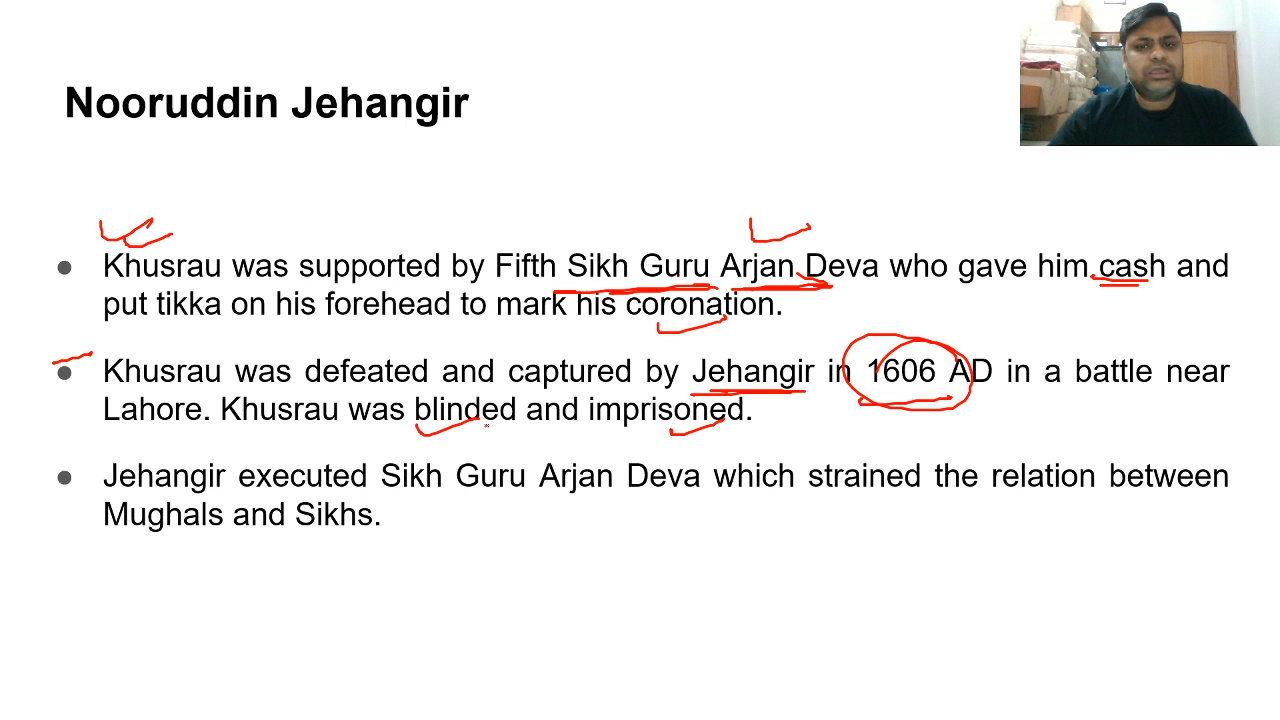 Nooruddin Jehangir
● Khusrau was supported by Fifth Sikh Guru Arjan Deva who gave him cash and
put tikka on his forehead to mark his coronation.
● Khusrau was defeated and captured by Jehangir in 1606 AD in a battle near
Lahore. Khusrau was blinded and imprisoned.
● Jehangir executed Sikh Guru Arjan Deva which strained the relation between
Mughals and Sikhs.